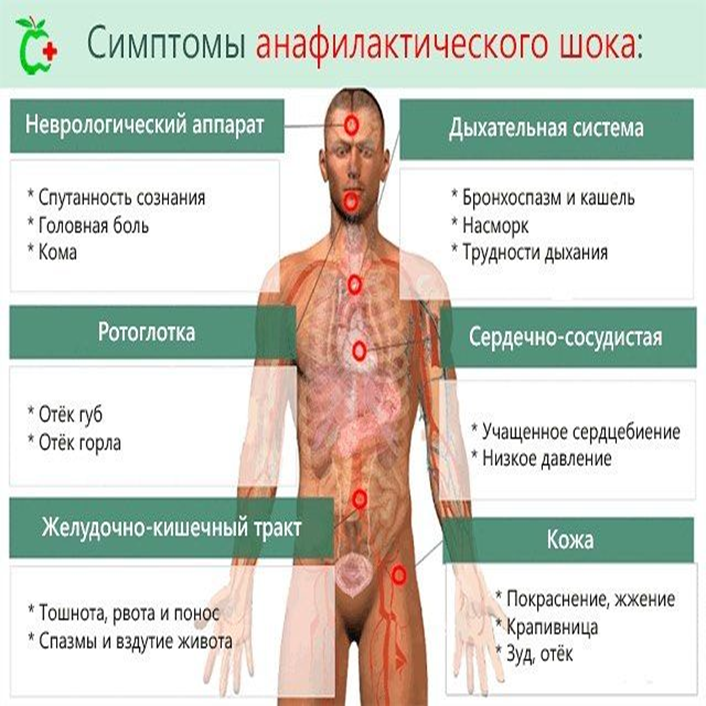 Симптомы анафилактического шока:
Неврологический аппарат
* Спутанность сознания
* Головная боль
* Кома
Дыхательная система
* Бронхоспазм и кашель
* Насморк
* Трудности дыхания
Ротоглотка
* Отёк губ
* Отёк горла
Сердечно-сосудистая
* Учащенное сердцебиение
* Низкое давление
Желудочно-кишечный тракт
* Тошнота, рвота и понос
* Спазмы и вздутие живота
Кожа
* Покраснение, жжение
* Крапивница
* Зуд, отёк